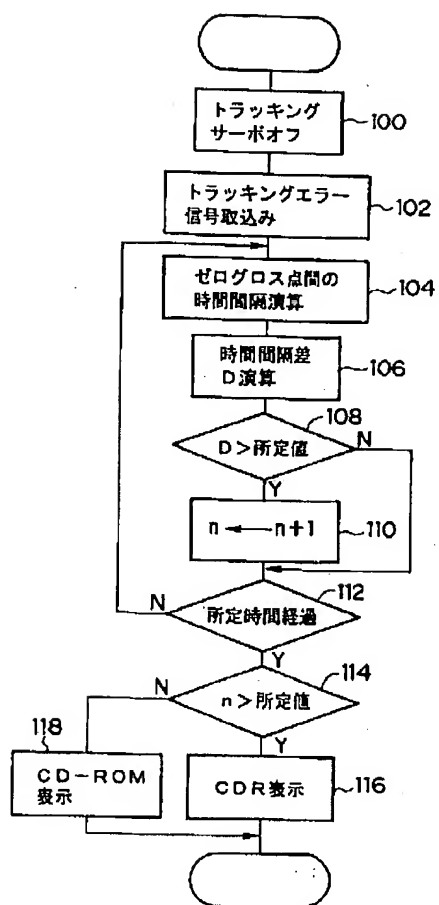 トラッキング
サーボオフ
100
トラッキングエラー
信号取込み
102
ゼログロス点間の
時間間隔演算
104
時間間隔差
D演算
106
108
D>所定値
N
Y
n ← n+1
110
112
N
所定時間経過
Y
114
N
n>所定値
118
Y
CD-ROM
表示
CDR表示
116